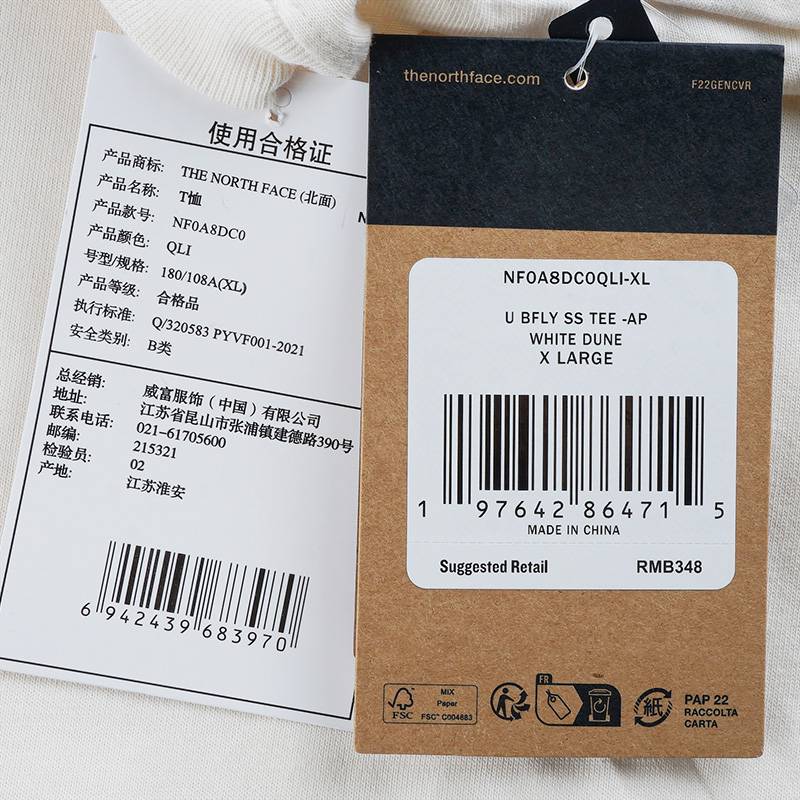 使用合格证
产品商标: THE NORTH FACE (北面)
产品名称: T恤
产品款号: NF0A8DC0
产品颜色: QLI
号型/规格: 180/108A(XL)
产品等级: 合格品
执行标准: Q/320583 PYVF001-2021
安全类别: B类
总经销: 威富服饰（中国）有限公司
地址: 江苏省昆山市张浦镇建德路390号
联系电话: 021-61705600
邮编: 215321
检验员: 02
产地: 江苏淮安
6 942439 683970
thenorthface.com
F22GENCVR
NF0A8DC0QLI-XL
U BFLY SS TEE -AP
WHITE DUNE
X LARGE
1 97642 86471 5
MADE IN CHINA
Suggested Retail RMB348
FSC
MIX
Paper
FSC™ C004883
FR
紙
PAP 22
RACCOLTA
CARTA